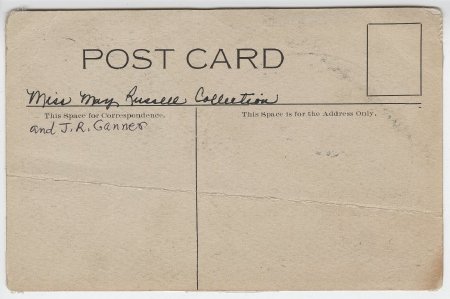 POST CARD
Miss May Russell Collection
This Space for Correspondence.
This Space is for the Address Only.
and J.R. Ganner